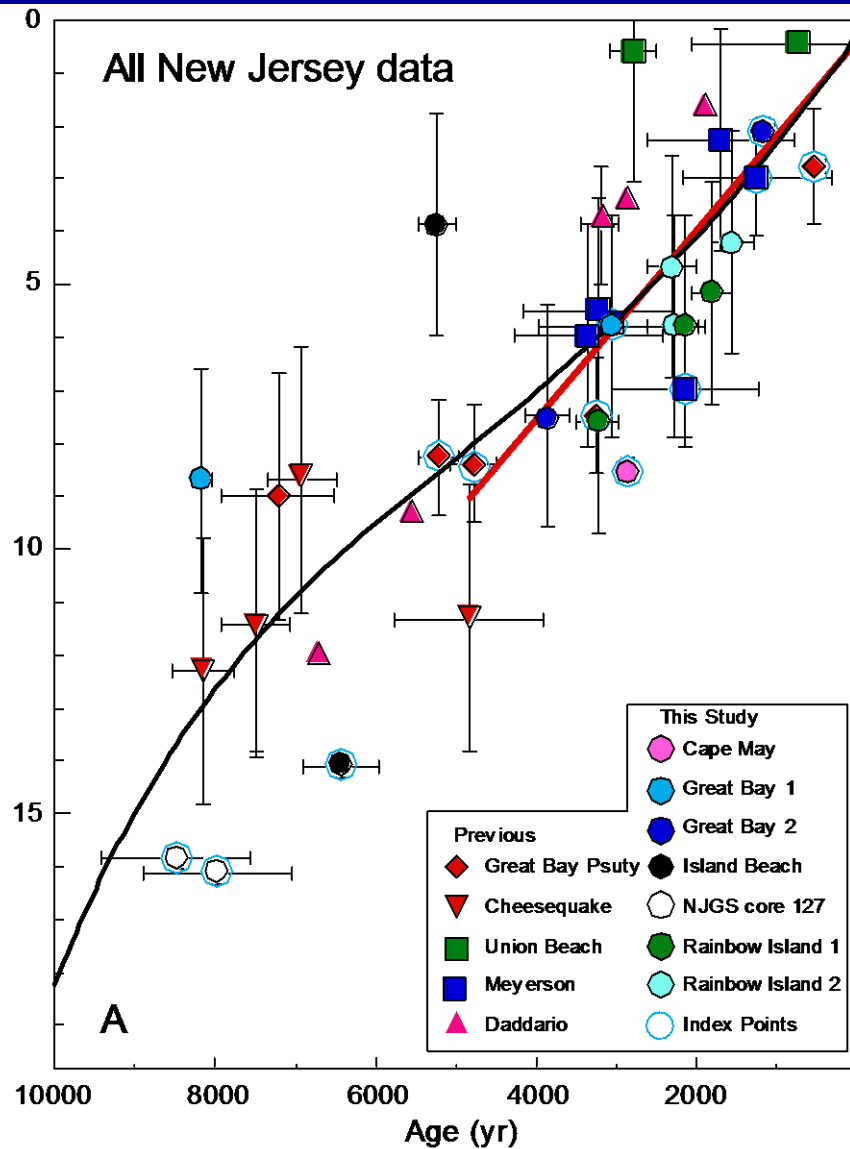 0
All New Jersey data
5
10
15
A
This Study
Cape May
Great Bay 1
Great Bay 2
Previous
Great Bay Psuty
Island Beach
Cheesequake
NJGS core 127
Union Beach
Rainbow Island 1
Meyerson
Rainbow Island 2
Daddario
Index Points
10000 8000 6000 4000 2000
Age (yr)